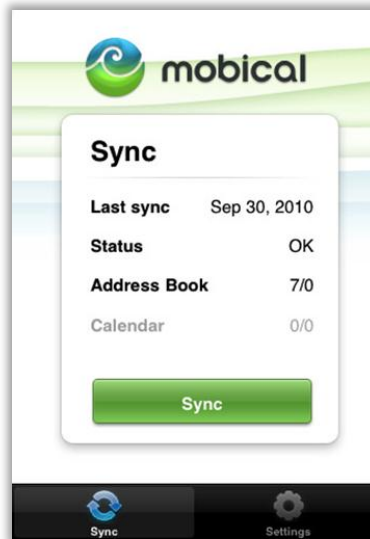 mobical
Sync
Last sync Sep 30, 2010
Status OK
Address Book 7/0
Calendar 0/0
Sync
Sync Settings